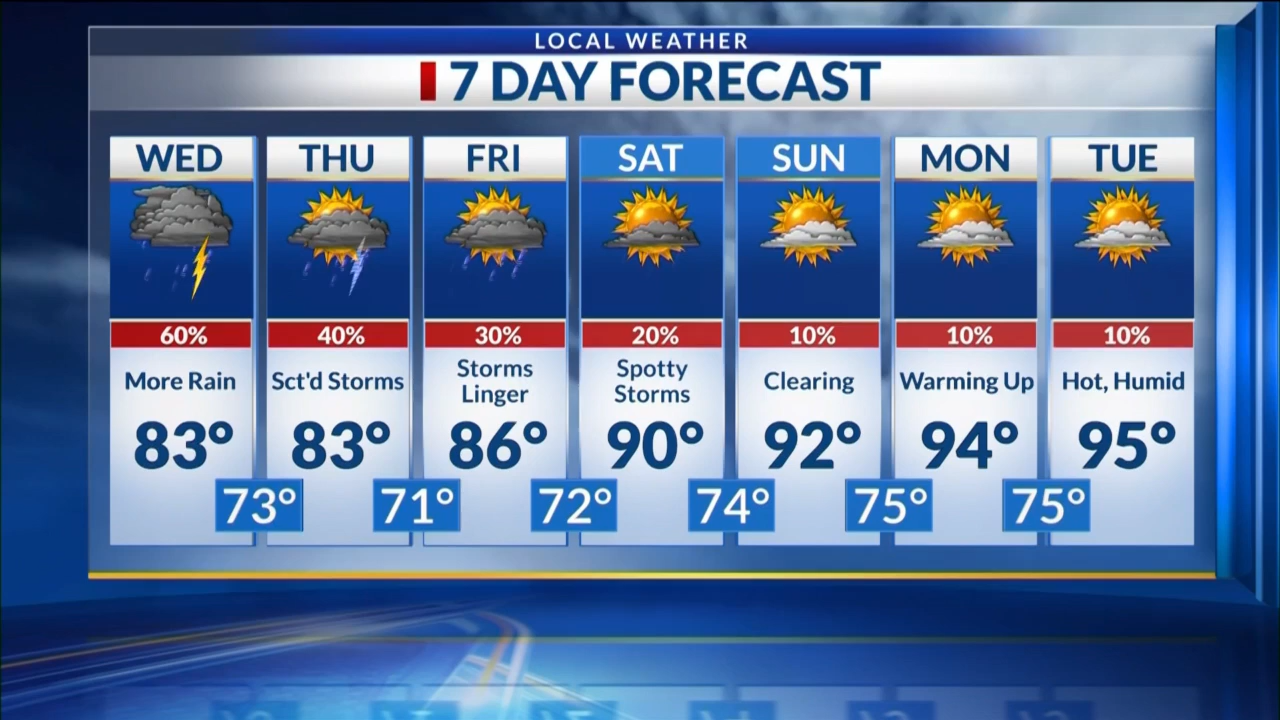 LOCAL WEATHER
7 DAY FORECAST
WED THU FRI SAT SUN MON TUE
60% 40% 30% 20% 10% 10% 10%
More Rain Sct'd Storms Storms Linger Spotty Storms Clearing Warming Up Hot, Humid
83° 83° 86° 90° 92° 94° 95°
73° 71° 72° 74° 75° 75°